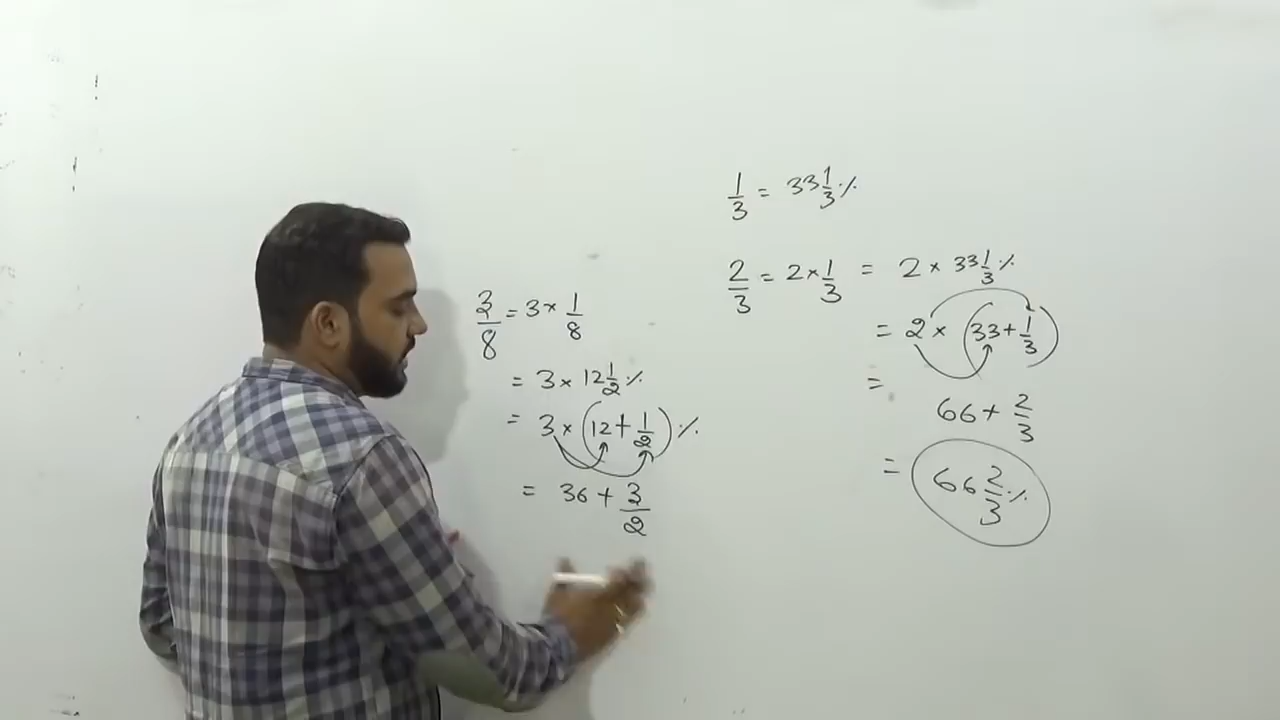 3/8 = 3 × 1/8
= 3 × 12 1/2 %
= 3 × (12 + 1/2) %
= 36 + 3/2
1/3 = 33 1/3 %
2/3 = 2 × 1/3 = 2 × 33 1/3 %
= 2 × (33 + 1/3)
= 66 + 2/3
= 66 2/3 %